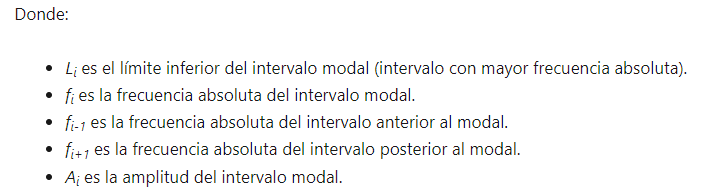 Donde:
• Lᵢ es el límite inferior del intervalo modal (intervalo con mayor frecuencia absoluta).
• fᵢ es la frecuencia absoluta del intervalo modal.
• fᵢ₋₁ es la frecuencia absoluta del intervalo anterior al modal.
• fᵢ₊₁ es la frecuencia absoluta del intervalo posterior al modal.
• Aᵢ es la amplitud del intervalo modal.